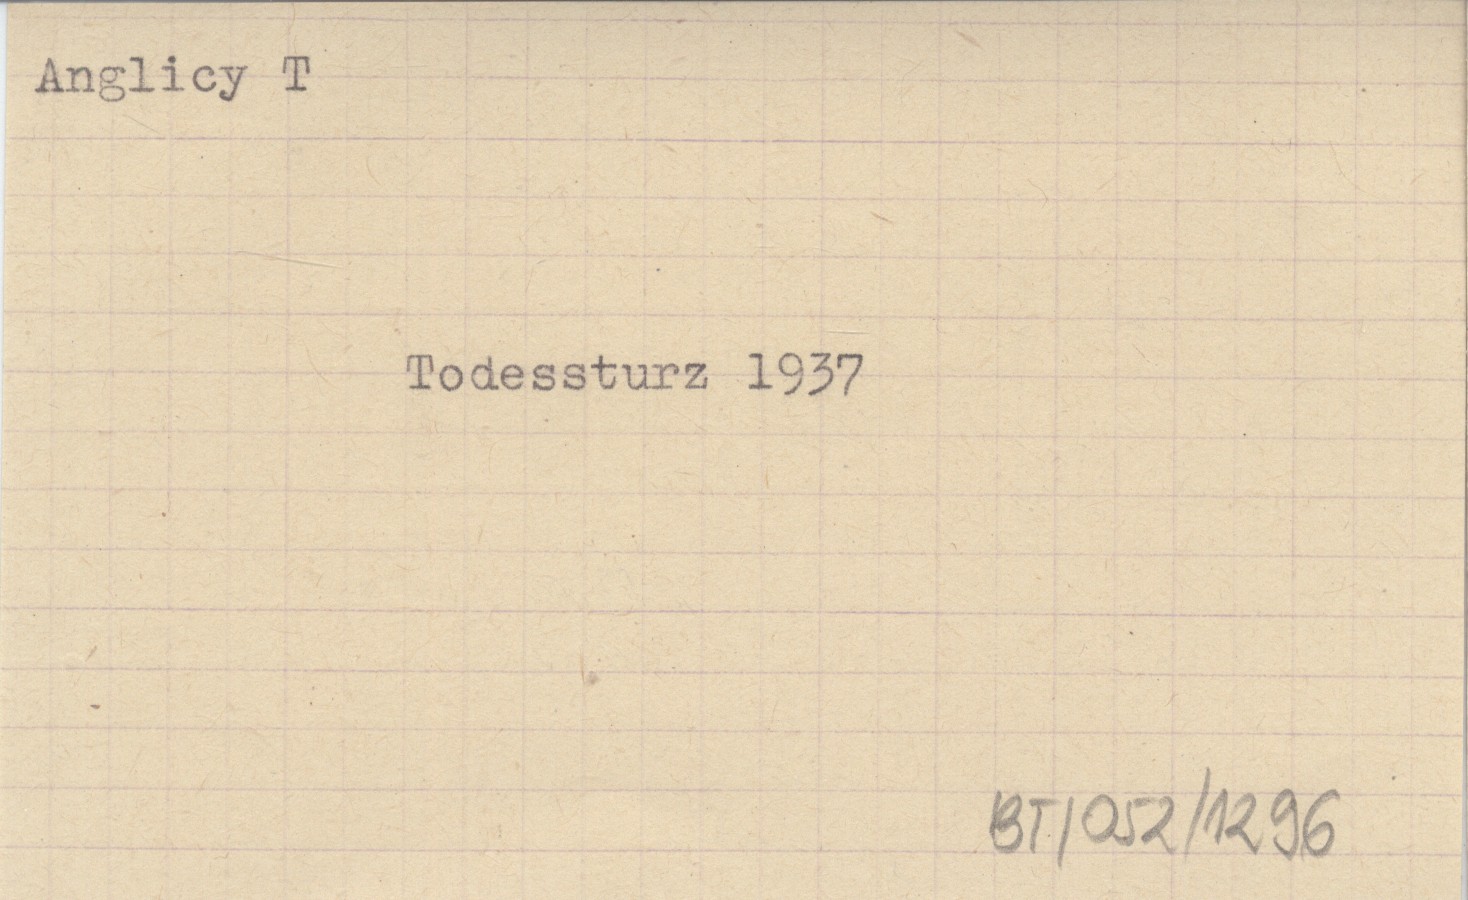 Anglicy T
Todessturz 1937
BT/052/1296